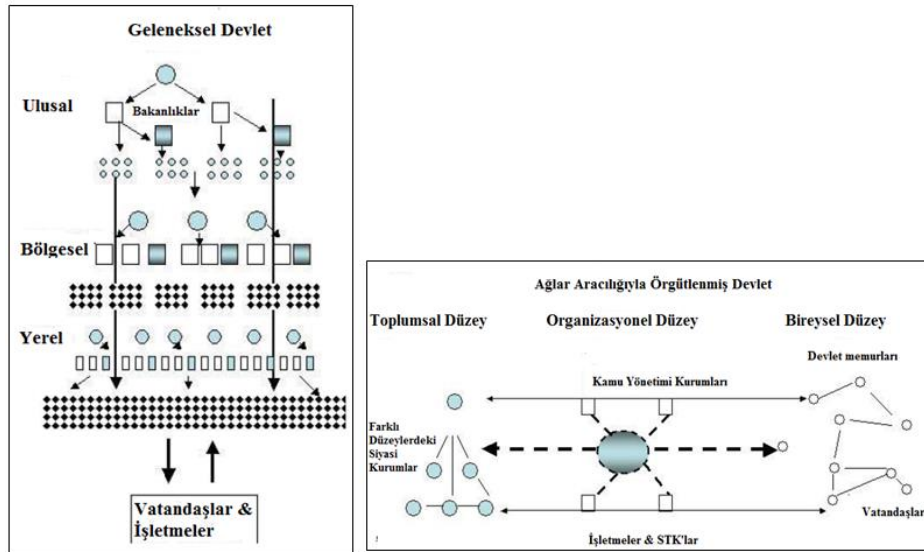 Geleneksel Devlet
Ulusal
Bakanlıklar
Bölgesel
Yerel
Vatandaşlar &
İşletmeler
Ağlar Aracılığıyla Örgütlenmiş Devlet
Toplumsal Düzey
Organizasyonel Düzey
Bireysel Düzey
Devlet memurları
Kamu Yönetimi Kurumları
Farklı
Düzeylerdeki
Siyasi
Kurumlar
Vatandaşlar
İşletmeler & STK'lar